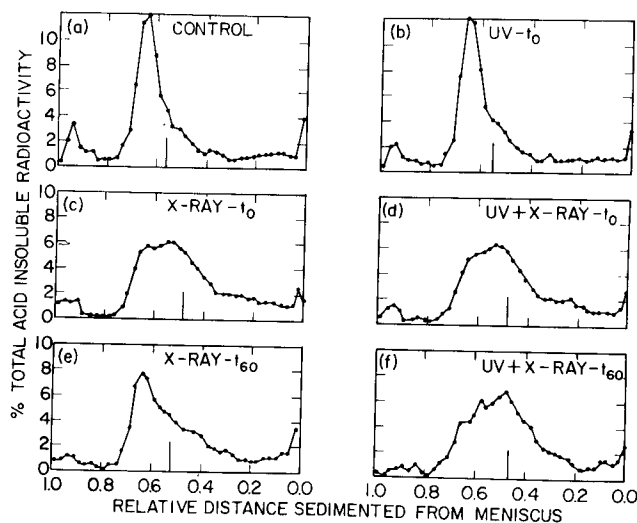 % TOTAL ACID INSOLUBLE RADIOACTIVITY
(a) CONTROL
12
10
8
6
4
2
0
(b) UV-t0
(c) X-RAY-t0
10
8
6
4
2
0
(d) UV+X-RAY-t0
(e) X-RAY-t60
10
8
6
4
2
0
1.0 0.8 0.6 0.4 0.2 0.0
(f) UV+X-RAY-t60
1.0 0.8 0.6 0.4 0.2 0.0
RELATIVE DISTANCE SEDIMENTED FROM MENISCUS